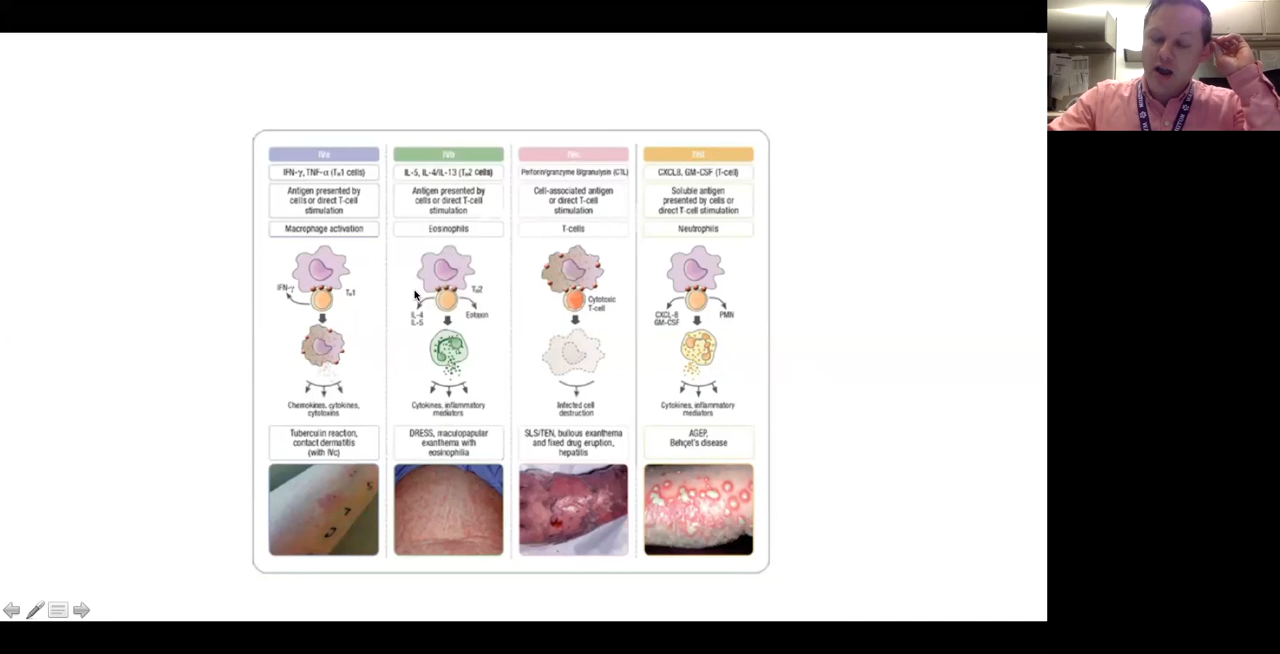 IVa
IFN-γ, TNF-α (TH1 cells)
Antigen presented by
cells or direct T-cell
stimulation
Macrophage activation
IFN-γ
TH1
Chemokines, cytokines,
cytotoxins
Tuberculin reaction,
contact dermatitis
(with IVc)
IVb
IL-5, IL-4/IL-13 (TH2 cells)
Antigen presented by
cells or direct T-cell
stimulation
Eosinophils
TH2
IL-4
IL-5
Eotaxin
Cytokines, inflammatory
mediators
DRESS, maculopapular
exanthema with
eosinophilia
IVc
Perforin/granzyme B/granulysin (CTL)
Cell-associated antigen
or direct T-cell
stimulation
T-cells
Cytotoxic
T-cell
Infected cell
destruction
SLS/TEN, bullous exanthema
and fixed drug eruption,
hepatitis
IVd
CXCL8, GM-CSF (T-cell)
Soluble antigen
presented by cells or
direct T-cell stimulation
Neutrophils
CXCL-8
GM-CSF
PMN
Cytokines, inflammatory
mediators
AGEP,
Behçet's disease